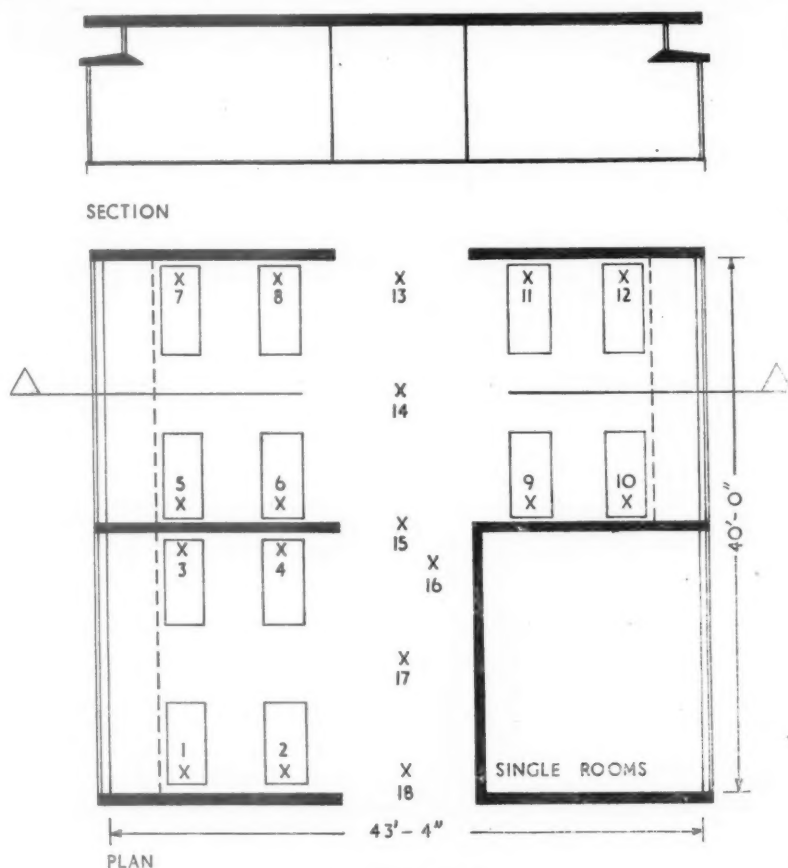 SECTION
X X X X X
7 8 13 11 12
X
14
5 6 9 10
X X X X
X
15
X X
3 4
X
16
X
17
1 2
X X X
18
SINGLE ROOMS
40'-0"
43'-4"
PLAN